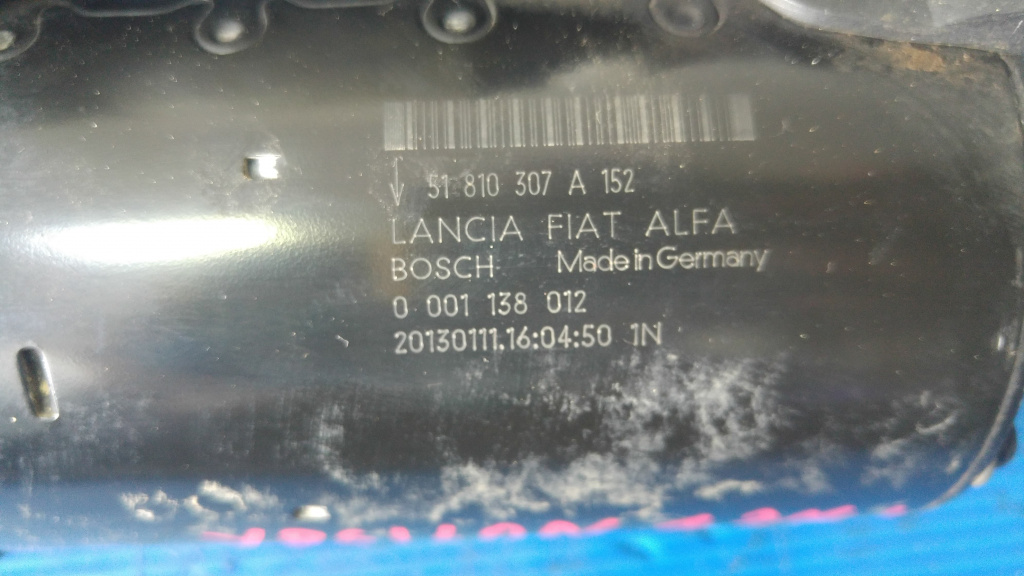 51 810 307 A 152
LANCIA FIAT ALFA
BOSCH Made in Germany
0 001 138 012
20130111.16:04:50 1N